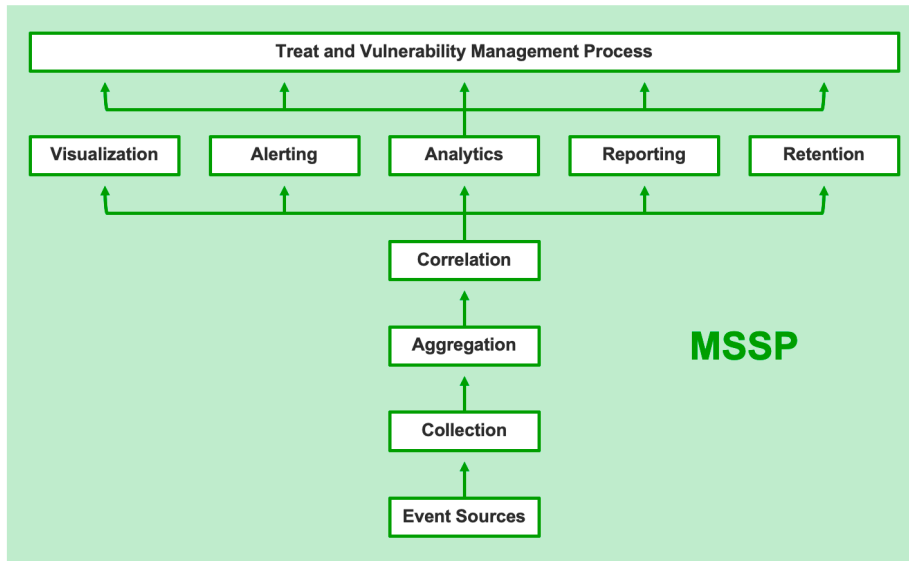 Treat and Vulnerability Management Process
Visualization
Alerting
Analytics
Reporting
Retention
Correlation
Aggregation
MSSP
Collection
Event Sources